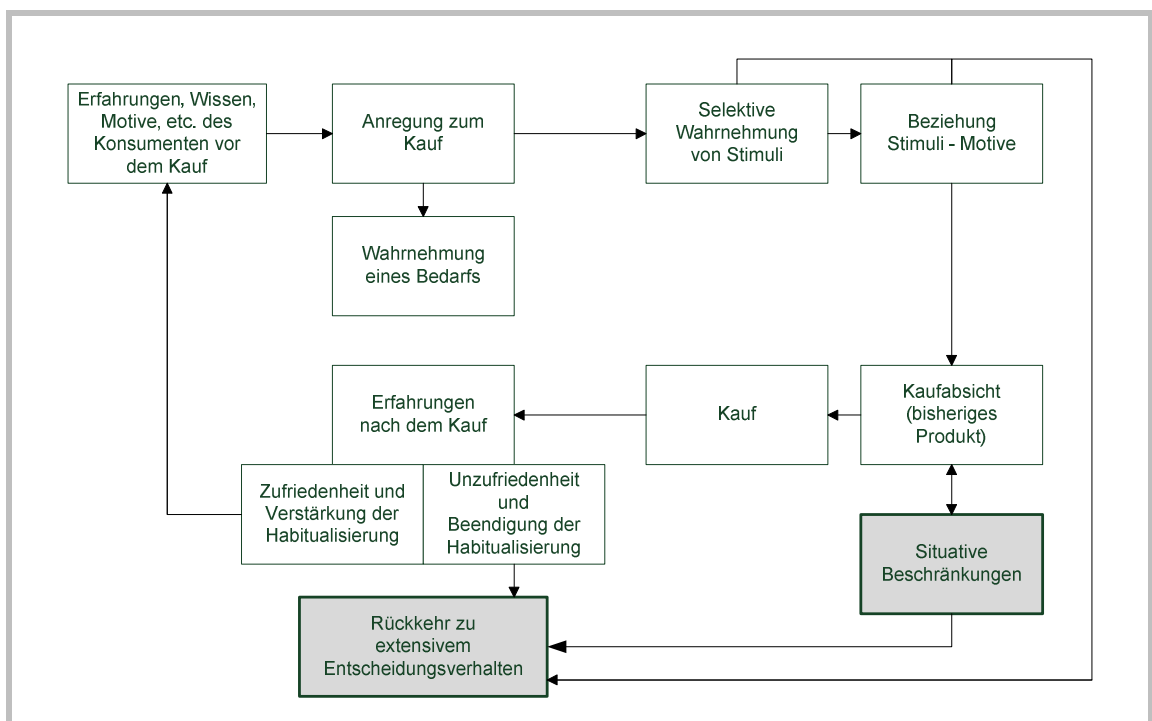 Erfahrungen, Wissen,
Motive, etc. des
Konsumenten vor
dem Kauf
Anregung zum
Kauf
Selektive
Wahrnehmung
von Stimuli
Beziehung
Stimuli - Motive
Wahrnehmung
eines Bedarfs
Erfahrungen
nach dem Kauf
Kauf
Kaufabsicht
(bisheriges
Produkt)
Zufriedenheit und
Verstärkung der
Habitualisierung
Unzufriedenheit
und
Beendigung der
Habitualisierung
Situative
Beschränkungen
Rückkehr zu
extensivem
Entscheidungsverhalten